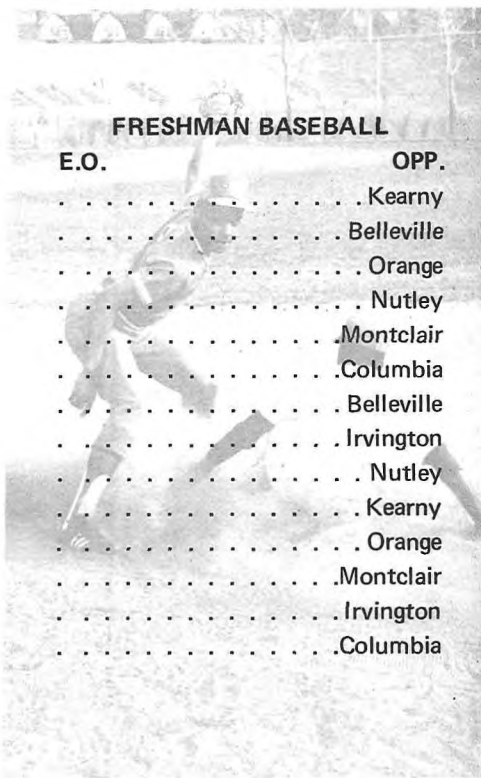 FRESHMAN BASEBALL
E.O. OPP.
. . . . . . . . . . . . . . . Kearny
. . . . . . . . . . . . . . Belleville
. . . . . . . . . . . . . . . Orange
. . . . . . . . . . . . . . . Nutley
. . . . . . . . . . . . . .Montclair
. . . . . . . . . . . . . .Columbia
. . . . . . . . . . . . . . Belleville
. . . . . . . . . . . . . . Irvington
. . . . . . . . . . . . . . . Nutley
. . . . . . . . . . . . . . . Kearny
. . . . . . . . . . . . . . . Orange
. . . . . . . . . . . . . .Montclair
. . . . . . . . . . . . . . Irvington
. . . . . . . . . . . . . .Columbia